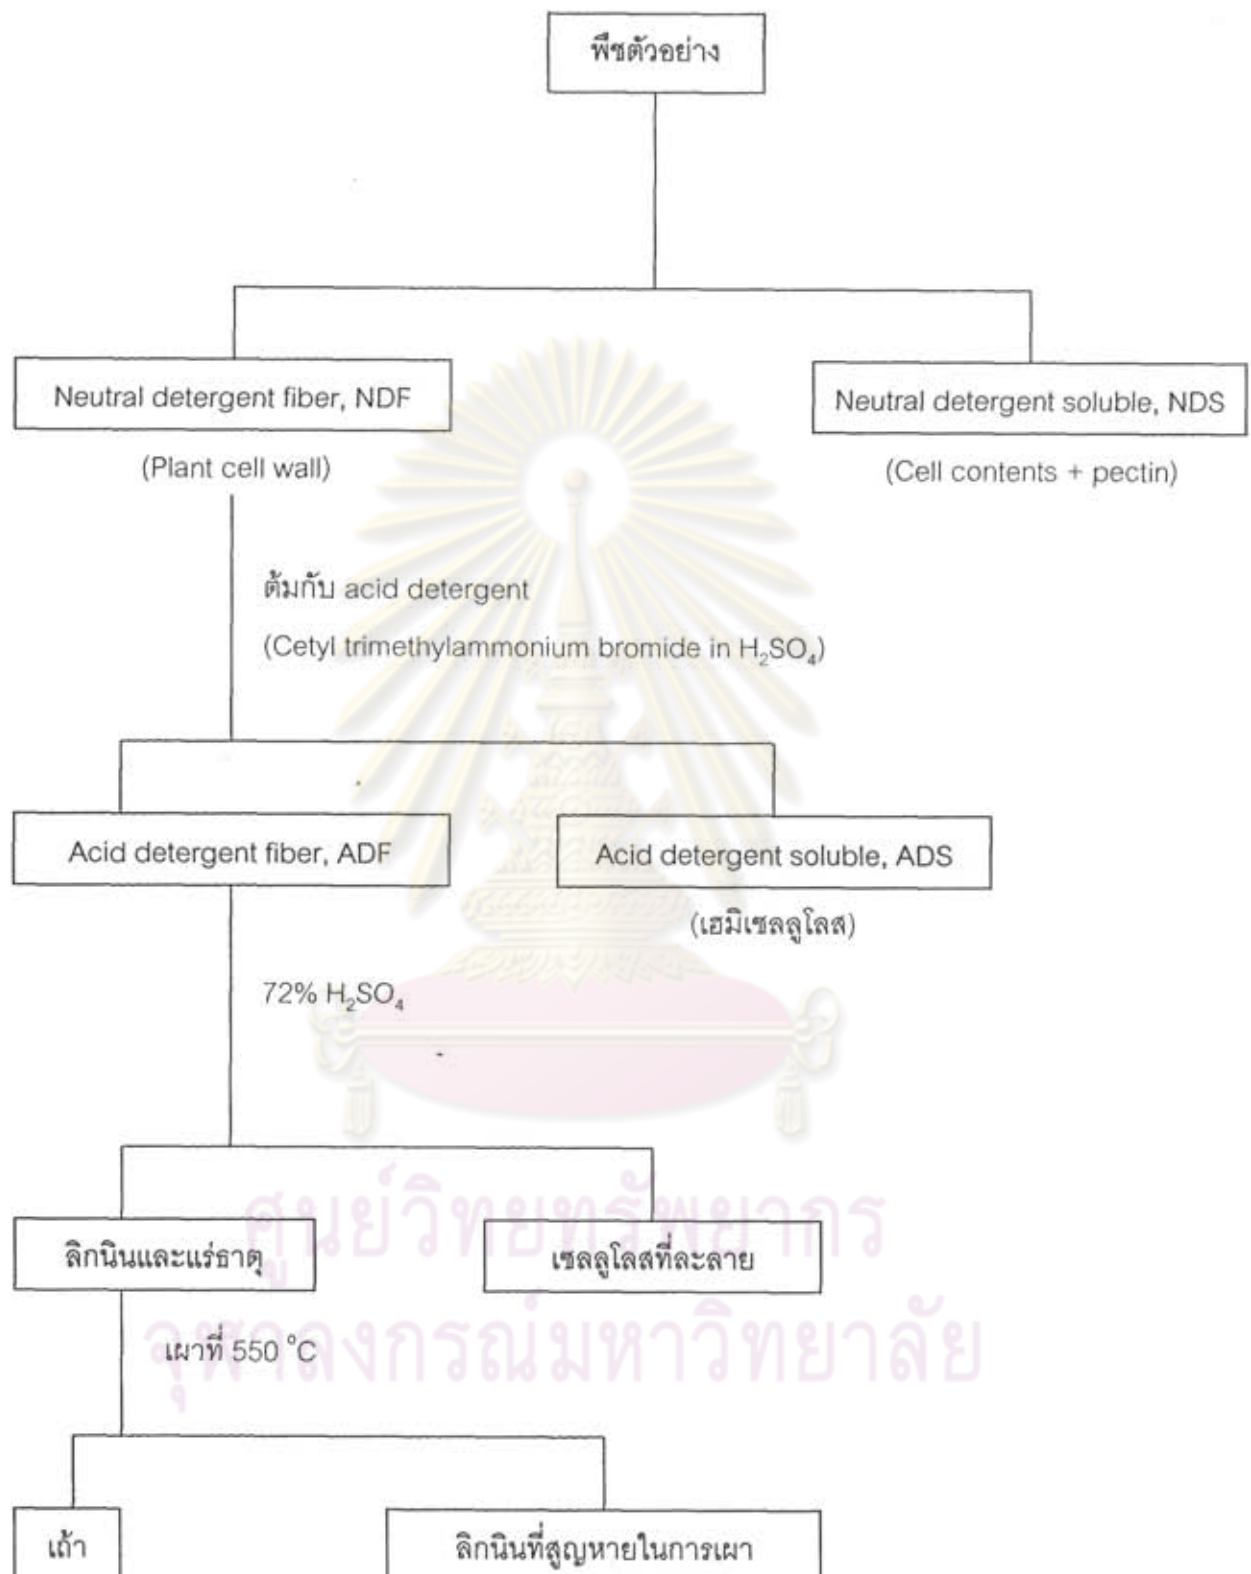 พืชตัวอย่าง
Neutral detergent fiber, NDF
Neutral detergent soluble, NDS
(Plant cell wall)
(Cell contents + pectin)
ต้มกับ acid detergent
(Cetyl trimethylammonium bromide in H₂SO₄)
Acid detergent fiber, ADF
Acid detergent soluble, ADS
(เฮมิเซลลูโลส)
72% H₂SO₄
ศูนย์วิทยทรัพยากร
ลิกนินและแร่ธาตุ
เซลลูโลสที่ละลาย
จุฬาลงกรณ์มหาวิทยาลัย
เผาที่ 550 °C
เถ้า
ลิกนินที่สูญหายในการเผา